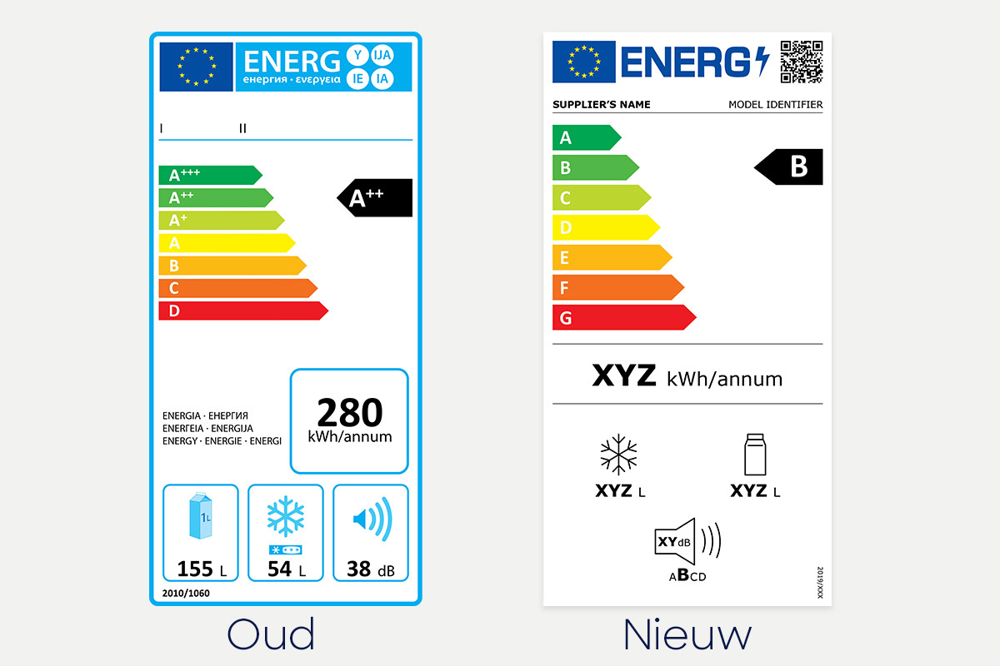 ENERG Y IJA IE IA
енергия · ενεργεια
I II
A+++
A++
A+
A
B
C
D
A++
ENERGIA · ЕНЕРГИЯ
ΕΝΕΡΓΕΙΑ · ENERGIJA
ENERGY · ENERGIE · ENERGI
280
kWh/annum
1L
155 L
54 L
38 dB
2010/1060
Oud
ENERG
SUPPLIER'S NAME MODEL IDENTIFIER
A
B
C
D
E
F
G
B
XYZ kWh/annum
XYZ L
XYZ L
XY dB
ABCD
2019/XXX
Nieuw